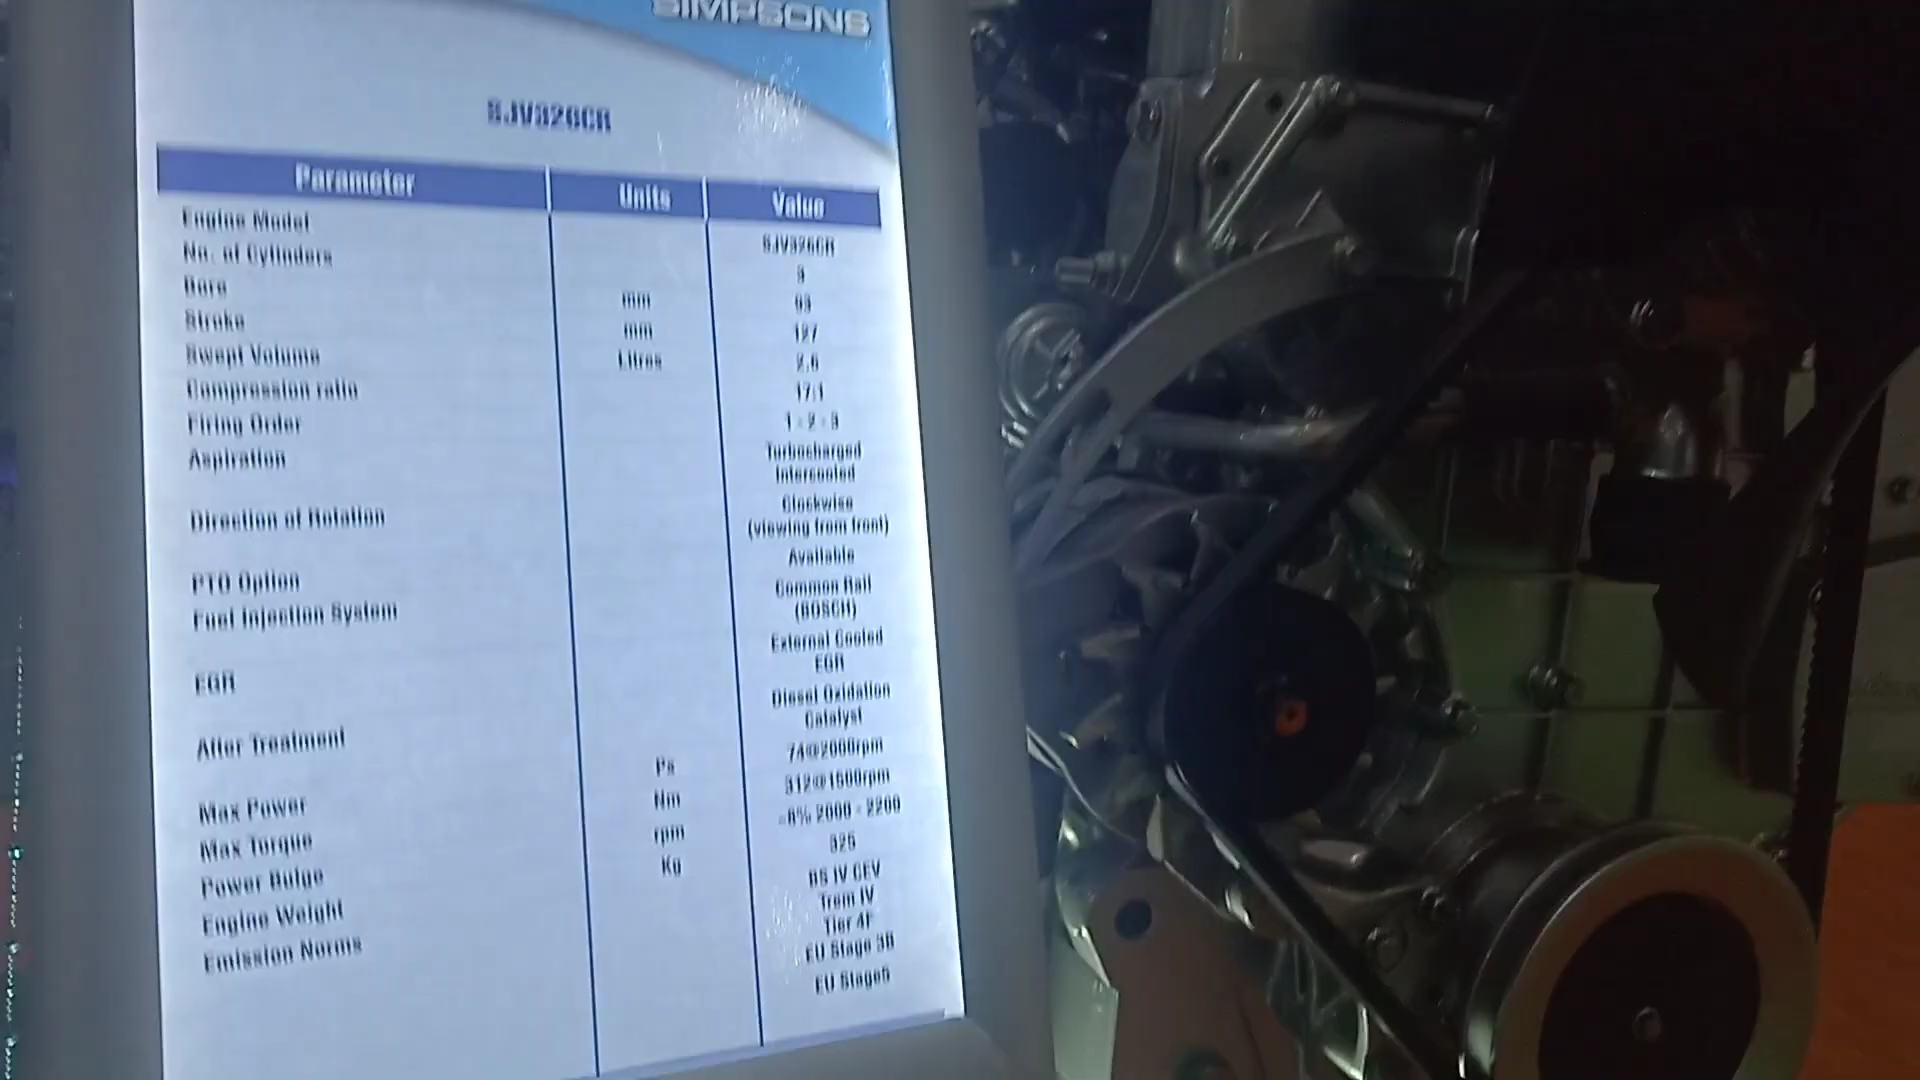 SIMPSONS
SJV326CR
Parameter Units Value
Engine Model SJV326CR
No. of Cylinders 3
Bore mm 93
Stroke mm 127
Swept Volume Litres 2.6
Compression ratio 17:1
Firing Order 1 - 2 - 3
Aspiration Turbocharged
Intercooled
Direction of Rotation Clockwise
(viewing from front)
PTO Option Available
Fuel Injection System Common Rail
(BOSCH)
EGR External Cooled
EGR
After Treatment Diesel Oxidation
Catalyst
Max Power Ps 74@2000rpm
Max Torque Nm 312@1500rpm
Power Bulge rpm 2000 - 2200
Engine Weight Kg 325
Emission Norms BS IV CEV
Trem IV
Tier 4F
EU Stage 3B
EU Stage5